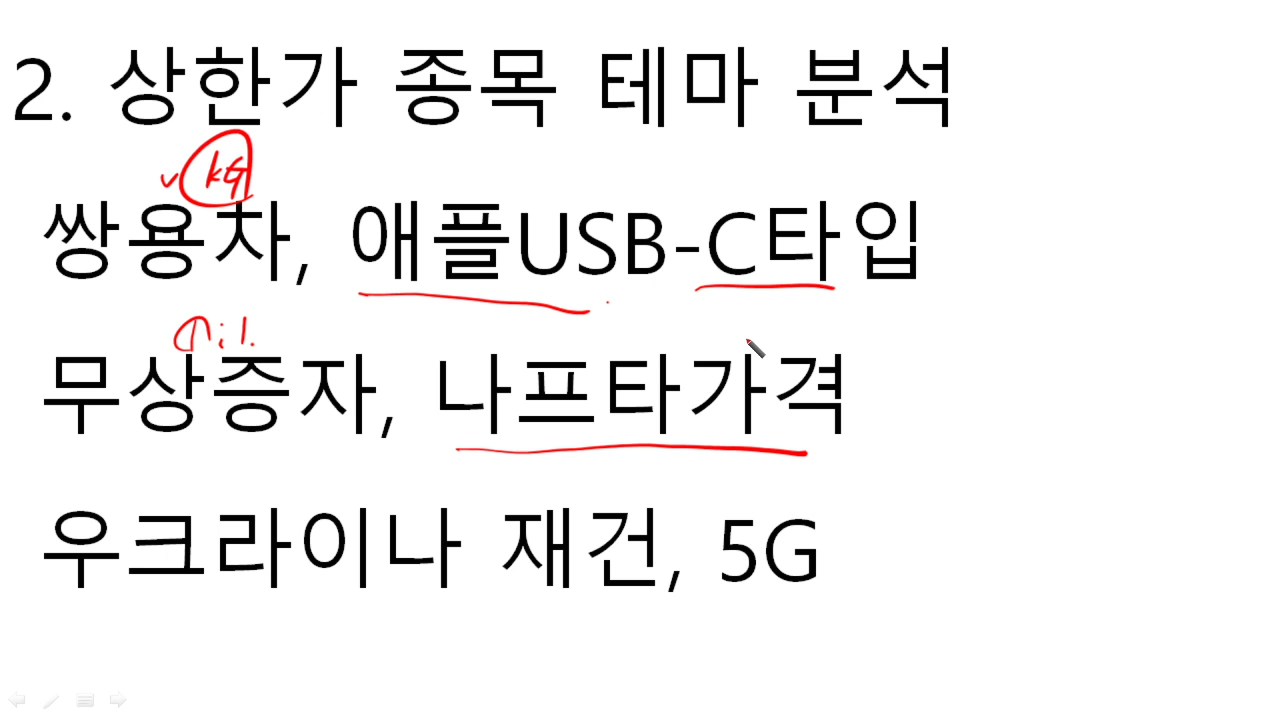 2. 상한가 종목 테마 분석
KG
쌍용차, 애플USB-C타입
무상증자, 나프타가격
우크라이나 재건, 5G